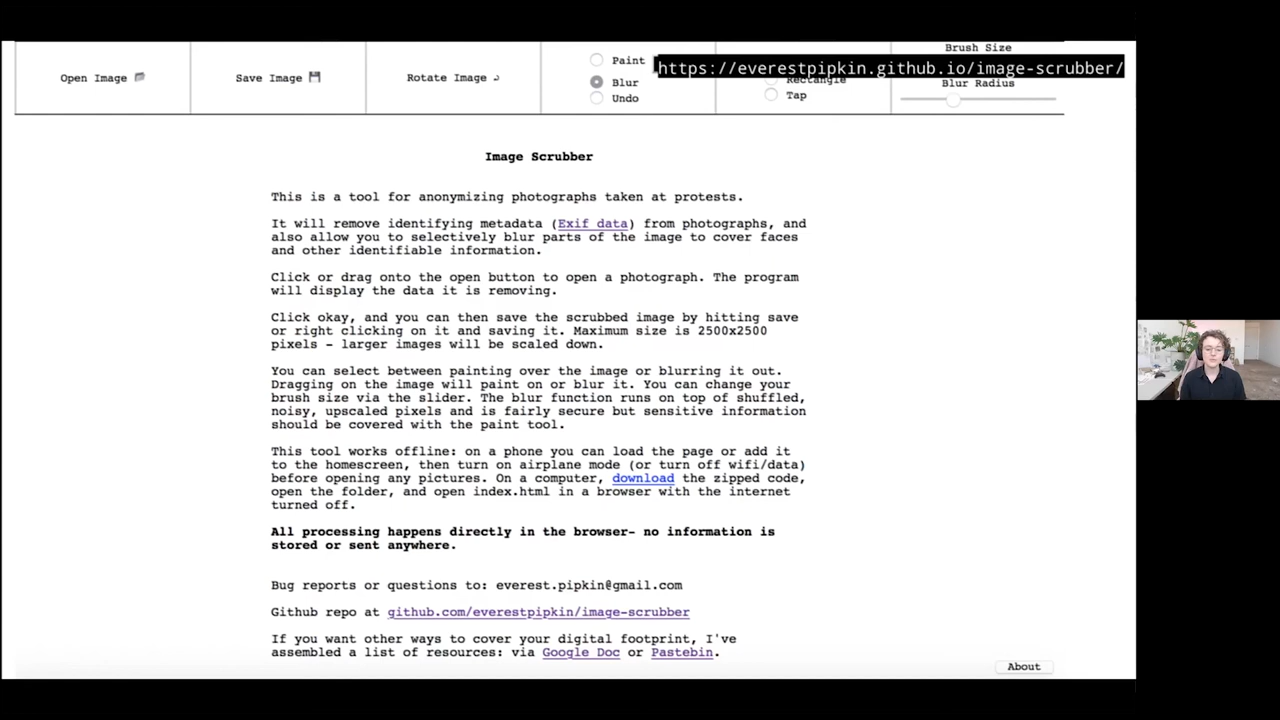 Open Image
Save Image
Rotate Image
Paint
Blur
Undo
https://everestpipkin.github.io/image-scrubber/
Rectangle
Tap
Brush Size
Blur Radius
Image Scrubber
This is a tool for anonymizing photographs taken at protests.
It will remove identifying metadata (Exif data) from photographs, and
also allow you to selectively blur parts of the image to cover faces
and other identifiable information.
Click or drag onto the open button to open a photograph. The program
will display the data it is removing.
Click okay, and you can then save the scrubbed image by hitting save
or right clicking on it and saving it. Maximum size is 2500x2500
pixels - larger images will be scaled down.
You can select between painting over the image or blurring it out.
Dragging on the image will paint on or blur it. You can change your
brush size via the slider. The blur function runs on top of shuffled,
noisy, upscaled pixels and is fairly secure but sensitive information
should be covered with the paint tool.
This tool works offline: on a phone you can load the page or add it
to the homescreen, then turn on airplane mode (or turn off wifi/data)
before opening any pictures. On a computer, download the zipped code,
open the folder, and open index.html in a browser with the internet
turned off.
All processing happens directly in the browser- no information is
stored or sent anywhere.
Bug reports or questions to: everest.pipkin@gmail.com
Github repo at github.com/everestpipkin/image-scrubber
If you want other ways to cover your digital footprint, I've
assembled a list of resources: via Google Doc or Pastebin.
About